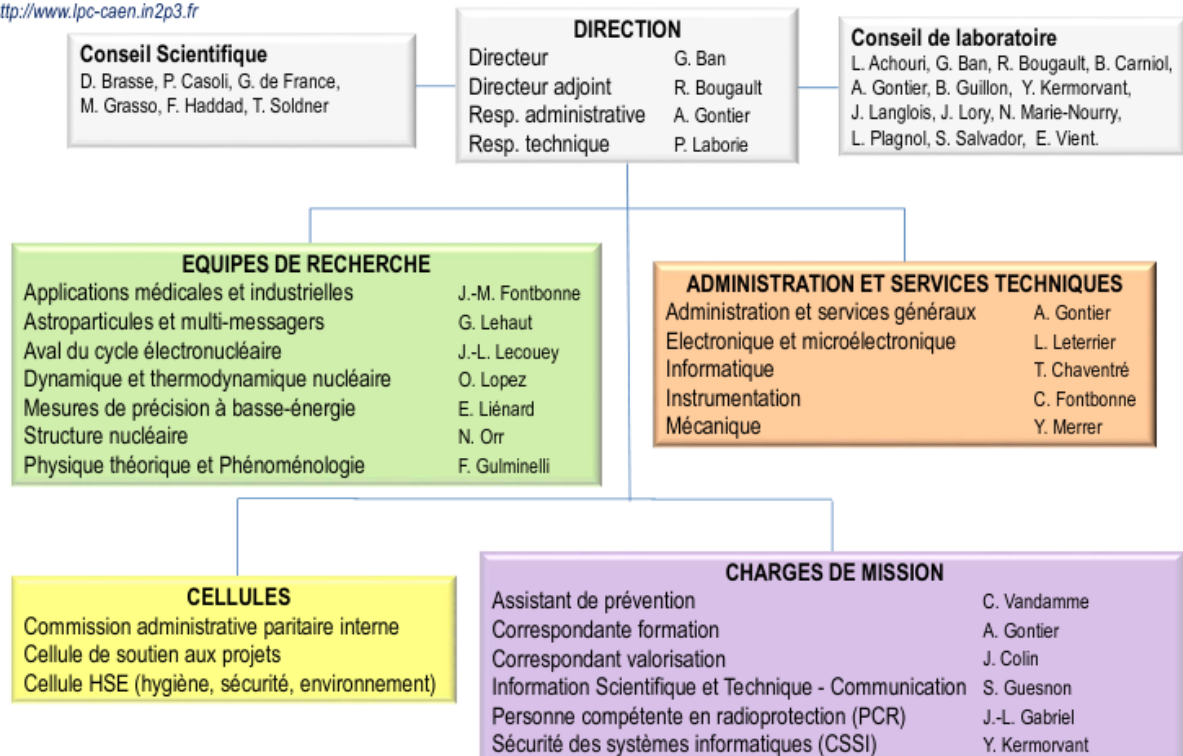 ttp://www.lpc-caen.in2p3.fr
Conseil Scientifique
D. Brasse, P. Casoli, G. de France,
M. Grasso, F. Haddad, T. Soldner
DIRECTION
Directeur G. Ban
Directeur adjoint R. Bougault
Resp. administrative A. Gontier
Resp. technique P. Laborie
Conseil de laboratoire
L. Achouri, G. Ban, R. Bougault, B. Carniol,
A. Gontier, B. Guillon, Y. Kermorvant,
J. Langlois, J. Lory, N. Marie-Nourry,
L. Plagnol, S. Salvador, E. Vient.
EQUIPES DE RECHERCHE
Applications médicales et industrielles J.-M. Fontbonne
Astroparticules et multi-messagers G. Lehaut
Aval du cycle électronucléaire J.-L. Lecouey
Dynamique et thermodynamique nucléaire O. Lopez
Mesures de précision à basse-énergie E. Liénard
Structure nucléaire N. Orr
Physique théorique et Phénoménologie F. Gulminelli
ADMINISTRATION ET SERVICES TECHNIQUES
Administration et services généraux A. Gontier
Electronique et microélectronique L. Leterrier
Informatique T. Chaventré
Instrumentation C. Fontbonne
Mécanique Y. Merrer
CELLULES
Commission administrative paritaire interne
Cellule de soutien aux projets
Cellule HSE (hygiène, sécurité, environnement)
CHARGES DE MISSION
Assistant de prévention C. Vandamme
Correspondante formation A. Gontier
Correspondant valorisation J. Colin
Information Scientifique et Technique - Communication S. Guesnon
Personne compétente en radioprotection (PCR) J.-L. Gabriel
Sécurité des systèmes informatiques (CSSI) Y. Kermorvant